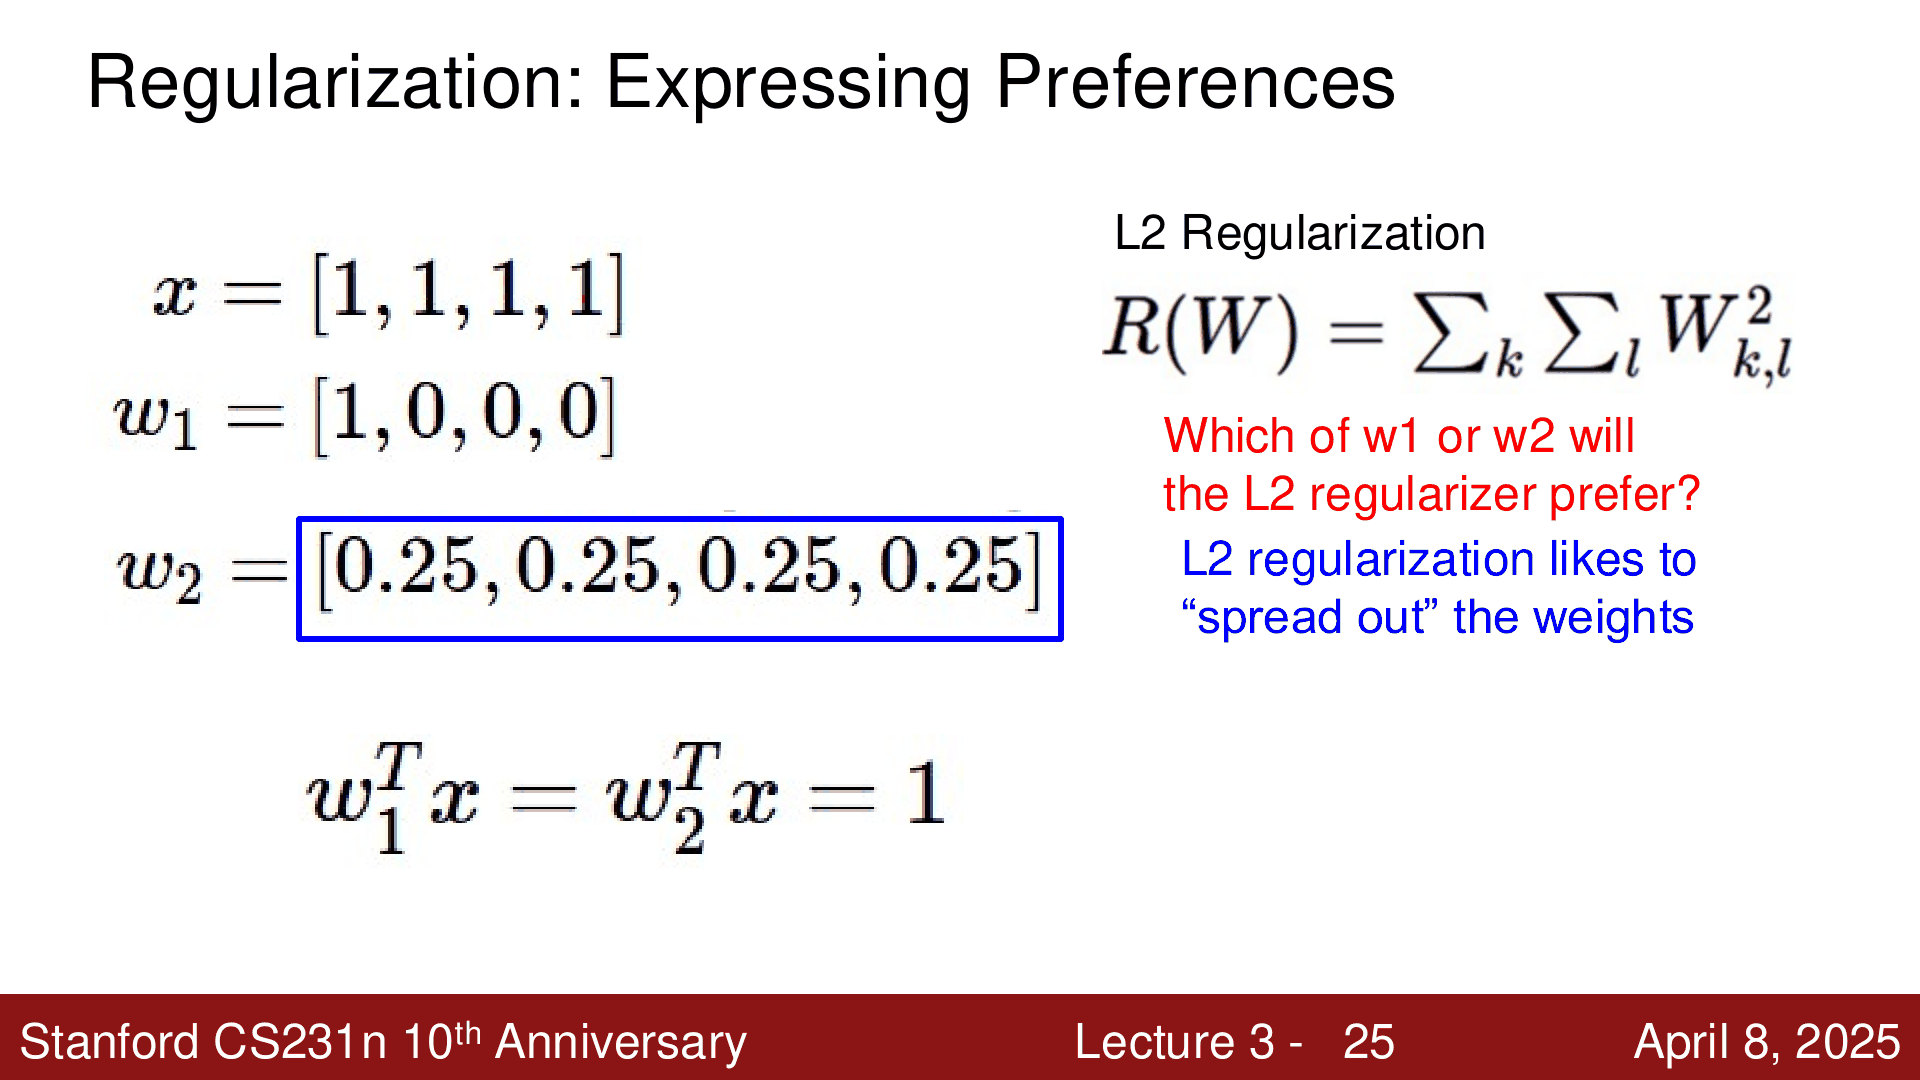 Regularization: Expressing Preferences
x = [1, 1, 1, 1]
w₁ = [1, 0, 0, 0]
w₂ = [0.25, 0.25, 0.25, 0.25]
w₁ᵀx = w₂ᵀx = 1
L2 Regularization
R(W) = ∑ₖ ∑ₗ W²ₖ,ₗ
Which of w1 or w2 will
the L2 regularizer prefer?
L2 regularization likes to
“spread out” the weights
Stanford CS231n 10ᵗʰ Anniversary
Lecture 3 - 25
April 8, 2025